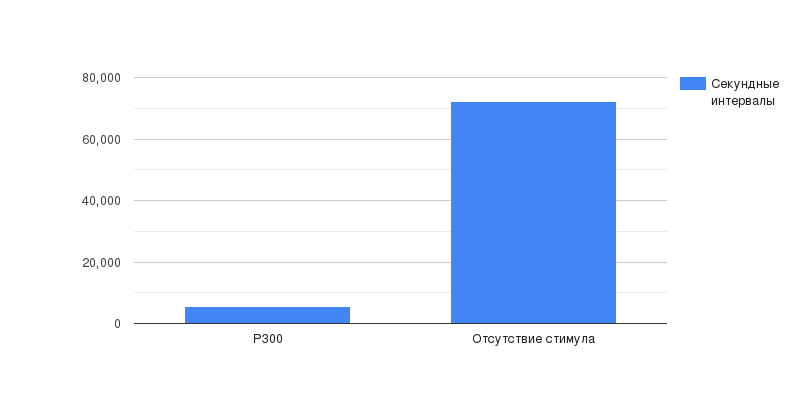 80,000
60,000
40,000
20,000
0
P300
Отсутствие стимула
Секундные
интервалы